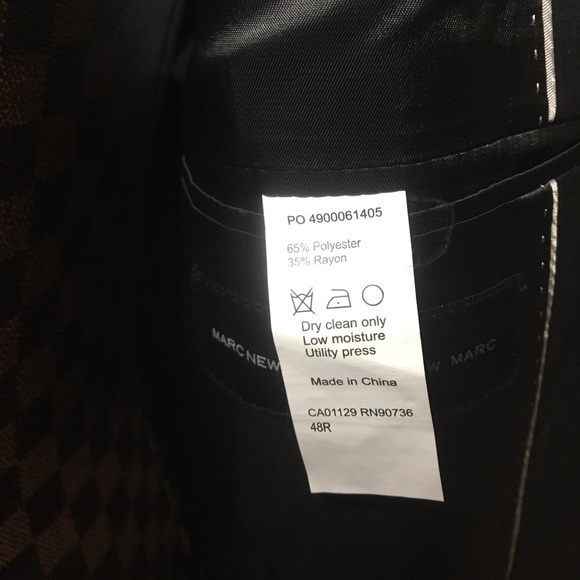 PO 4900061405
65% Polyester
35% Rayon
Dry clean only
Low moisture
Utility press
Made in China
CA01129 RN90736
48R
MARC NEW
W MARC